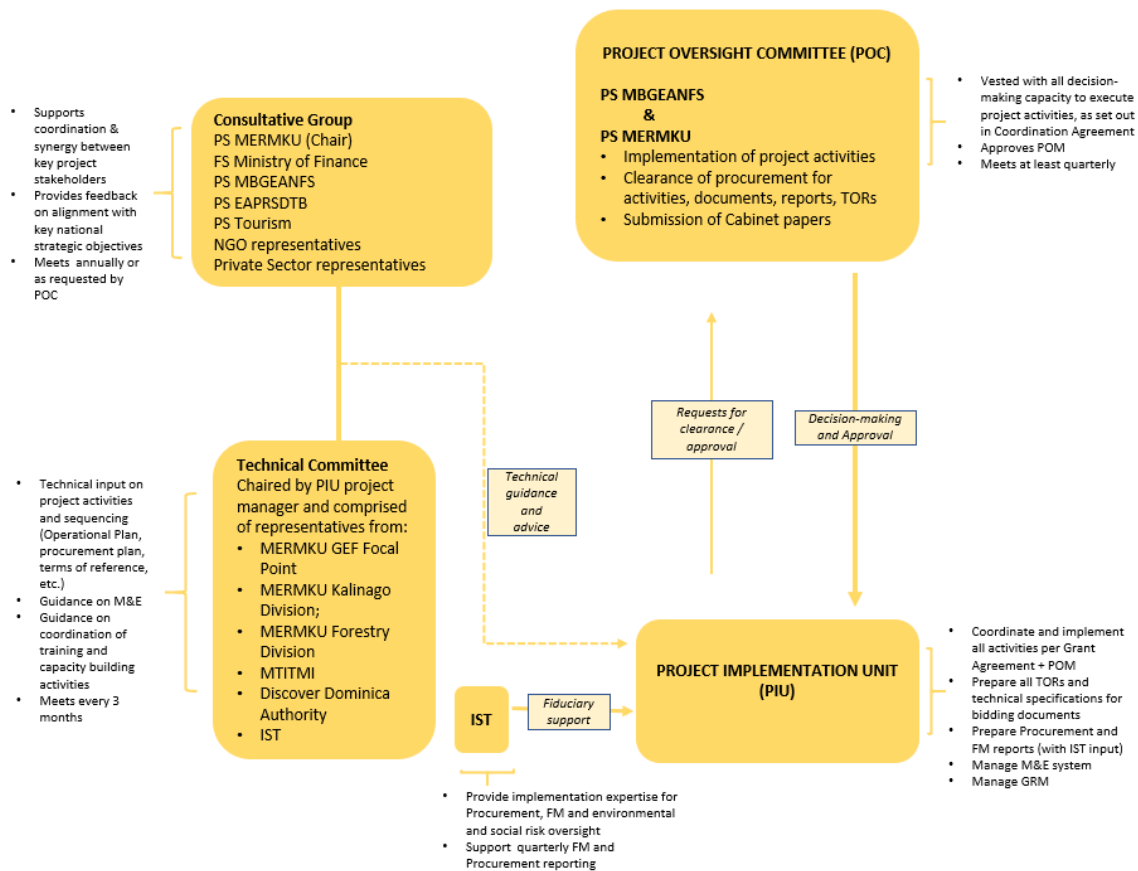 • Supports
coordination &
synergy between
key project
stakeholders
• Provides feedback
on alignment with
key national
strategic objectives
• Meets annually or
as requested by
POC
Consultative Group
PS MERMKU (Chair)
FS Ministry of Finance
PS MBGEANFS
PS EAPRSDTB
PS Tourism
NGO representatives
Private Sector representatives
PROJECT OVERSIGHT COMMITTEE (POC)
PS MBGEANFS
&
PS MERMKU
• Implementation of project activities
• Clearance of procurement for
activities, documents, reports, TORs
• Submission of Cabinet papers
• Vested with all decision-
making capacity to execute
project activities, as set out
in Coordination Agreement
• Approves POM
• Meets at least quarterly
Requests for
clearance /
approval
Decision-making
and Approval
Technical
guidance
and
advice
• Technical input on
project activities
and sequencing
(Operational Plan,
procurement plan,
terms of reference,
etc.)
• Guidance on M&E
• Guidance on
coordination of
training and
capacity building
activities
• Meets every 3
months
Technical Committee
Chaired by PIU project
manager and comprised
of representatives from:
• MERMKU GEF Focal
Point
• MERMKU Kalinago
Division;
• MERMKU Forestry
Division
• MTITMI
• Discover Dominica
Authority
• IST
IST
Fiduciary
support
PROJECT IMPLEMENTATION UNIT
(PIU)
• Coordinate and implement
all activities per Grant
Agreement + POM
• Prepare all TORs and
technical specifications for
bidding documents
• Prepare Procurement and
FM reports (with IST input)
• Manage M&E system
• Manage GRM
• Provide implementation expertise for
Procurement, FM and environmental
and social risk oversight
• Support quarterly FM and
Procurement reporting